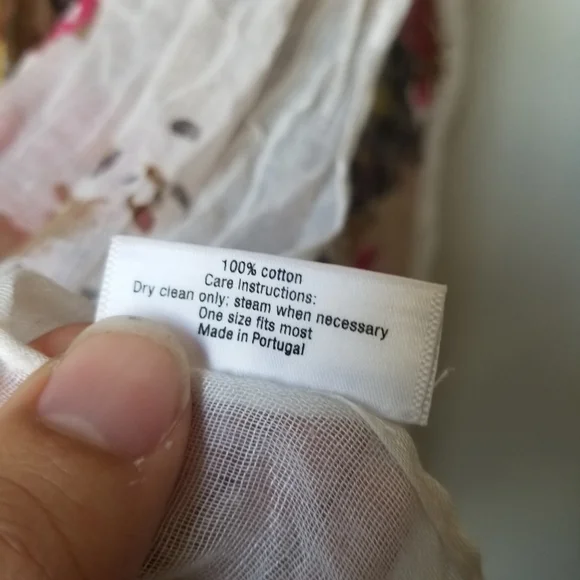 100% cotton
Care Instructions:
Dry clean only; steam when necessary
One size fits most
Made in Portugal